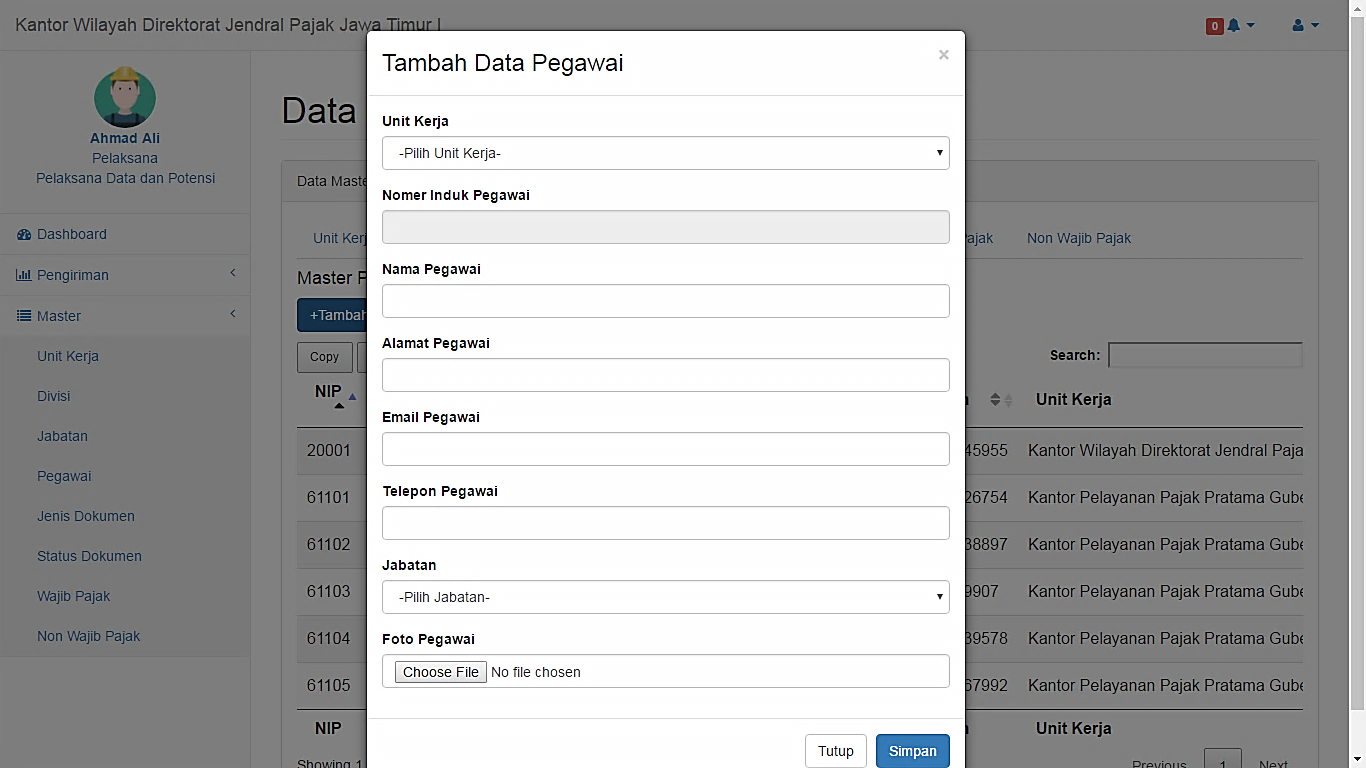 Kantor Wilayah Direktorat Jendral Pajak Jawa Timur I
0
Ahmad Ali
Pelaksana
Pelaksana Data dan Potensi
Dashboard
Pengiriman
Master
Unit Kerja
Divisi
Jabatan
Pegawai
Jenis Dokumen
Status Dokumen
Wajib Pajak
Non Wajib Pajak
Tambah Data Pegawai
×
Unit Kerja
-Pilih Unit Kerja-
Nomer Induk Pegawai
Nama Pegawai
Alamat Pegawai
Email Pegawai
Telepon Pegawai
Jabatan
-Pilih Jabatan-
Foto Pegawai
Choose File No file chosen
Tutup Simpan
Data
Data Maste
Unit Kerj ajak Non Wajib Pajak
Master P
+Tambah
Copy Search:
NIP Unit Kerja
20001 45955 Kantor Wilayah Direktorat Jendral Paja
61101 26754 Kantor Pelayanan Pajak Pratama Gube
61102 38897 Kantor Pelayanan Pajak Pratama Gube
61103 9907 Kantor Pelayanan Pajak Pratama Gube
61104 39578 Kantor Pelayanan Pajak Pratama Gube
61105 67992 Kantor Pelayanan Pajak Pratama Gube
NIP Unit Kerja
Showing 1 Previous 1 Next